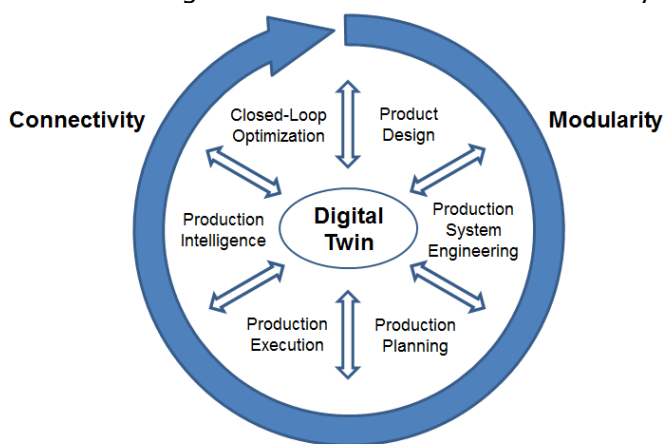 Connectivity
Modularity
Closed-Loop
Optimization
Product
Design
Production
Intelligence
Digital
Twin
Production
System
Engineering
Production
Execution
Production
Planning